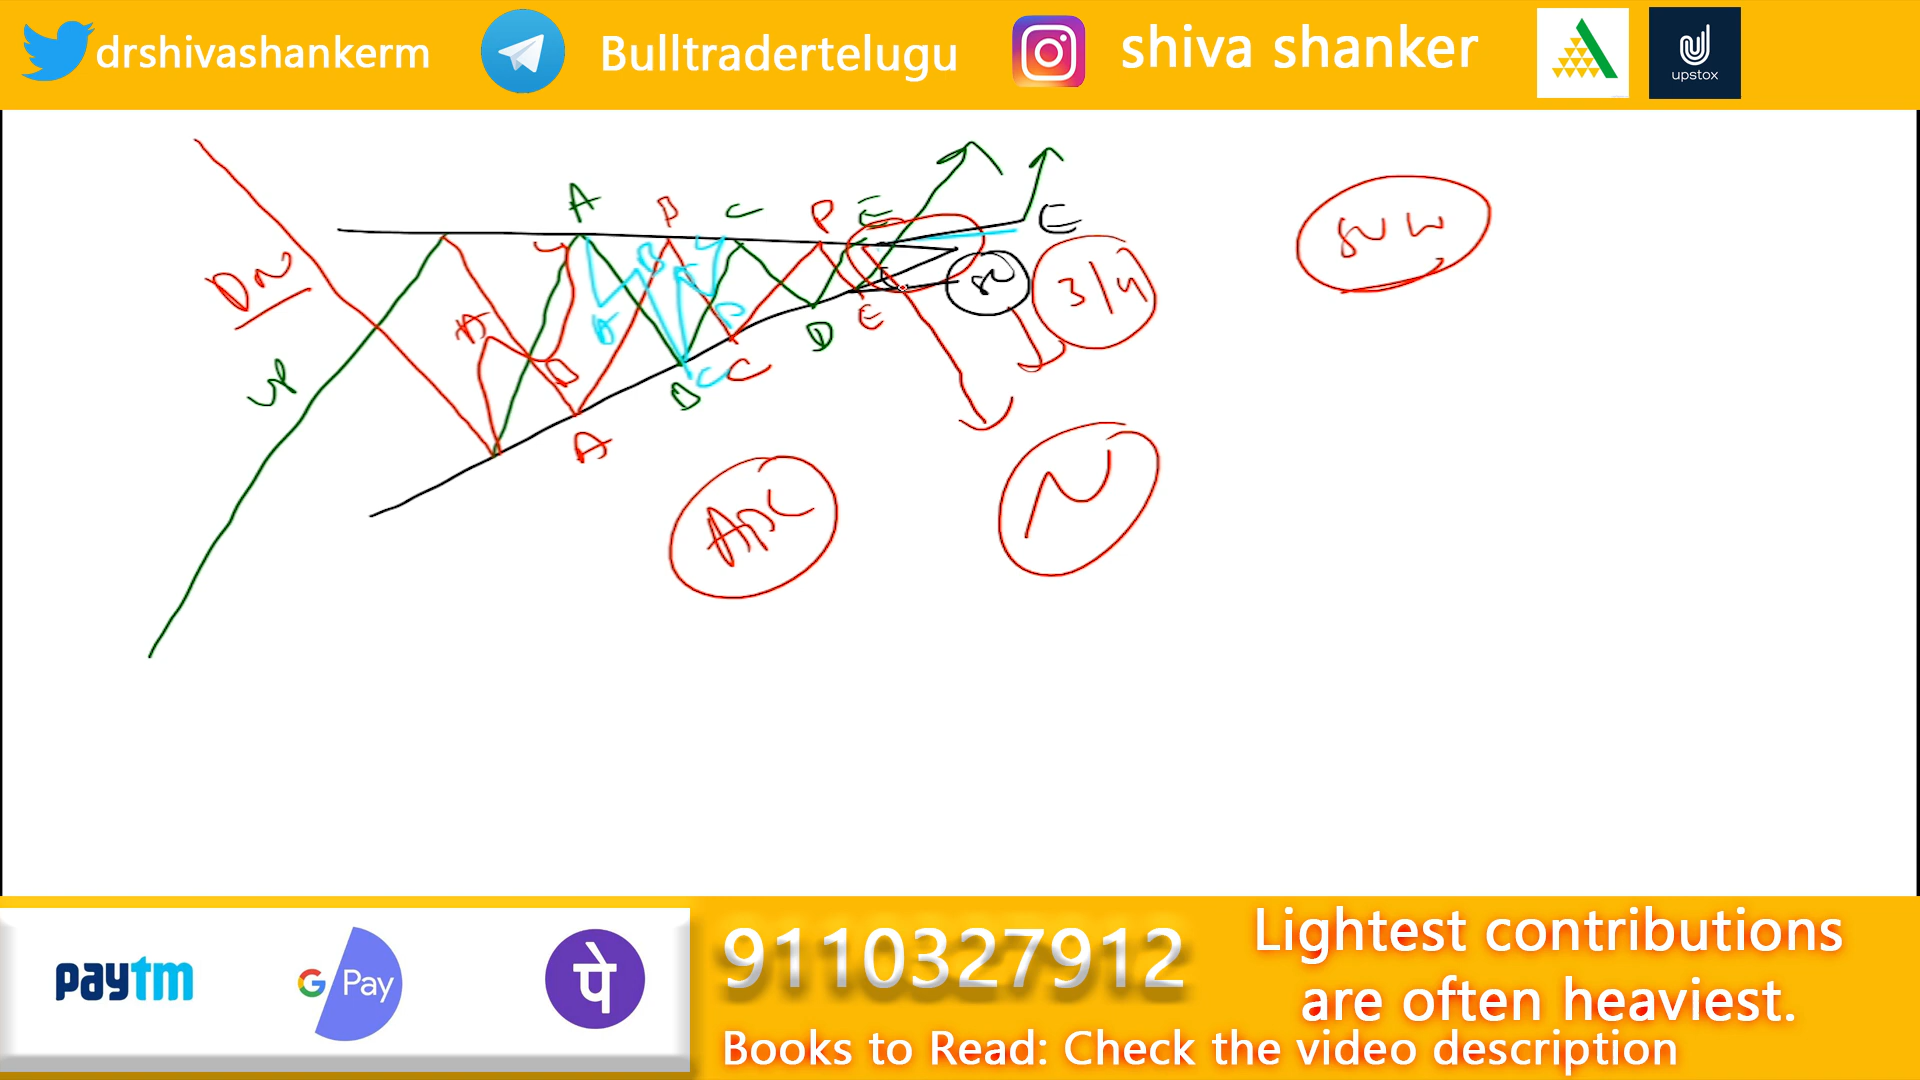 drshivashankerm
Bulltradertelugu
shiva shanker
upstox
A
B
C
P
E
E
DN
UP
A
B
A
B
C
D
C
D
E
3/4
A
B
C
ABC
N
paytm
G Pay
पे
9110327912
Lightest contributions
are often heaviest.
Books to Read: Check the video description